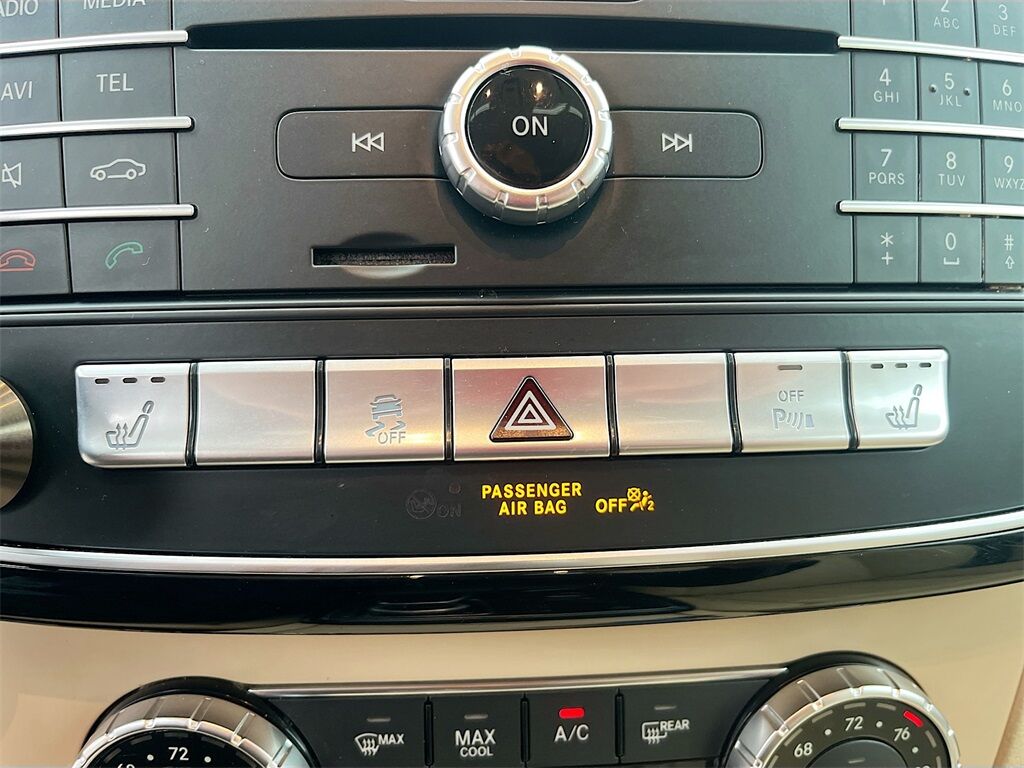 ADIO
MEDIA
2
ABC
3
DEF
AVI
TEL
ON
4
GHI
5
JKL
6
MNO
7
PQRS
8
TUV
9
WXYZ
*
+
0
#
OFF
OFF
ON
PASSENGER
AIR BAG
OFF
2
72
MAX
MAX
COOL
A/C
REAR
68
72
76